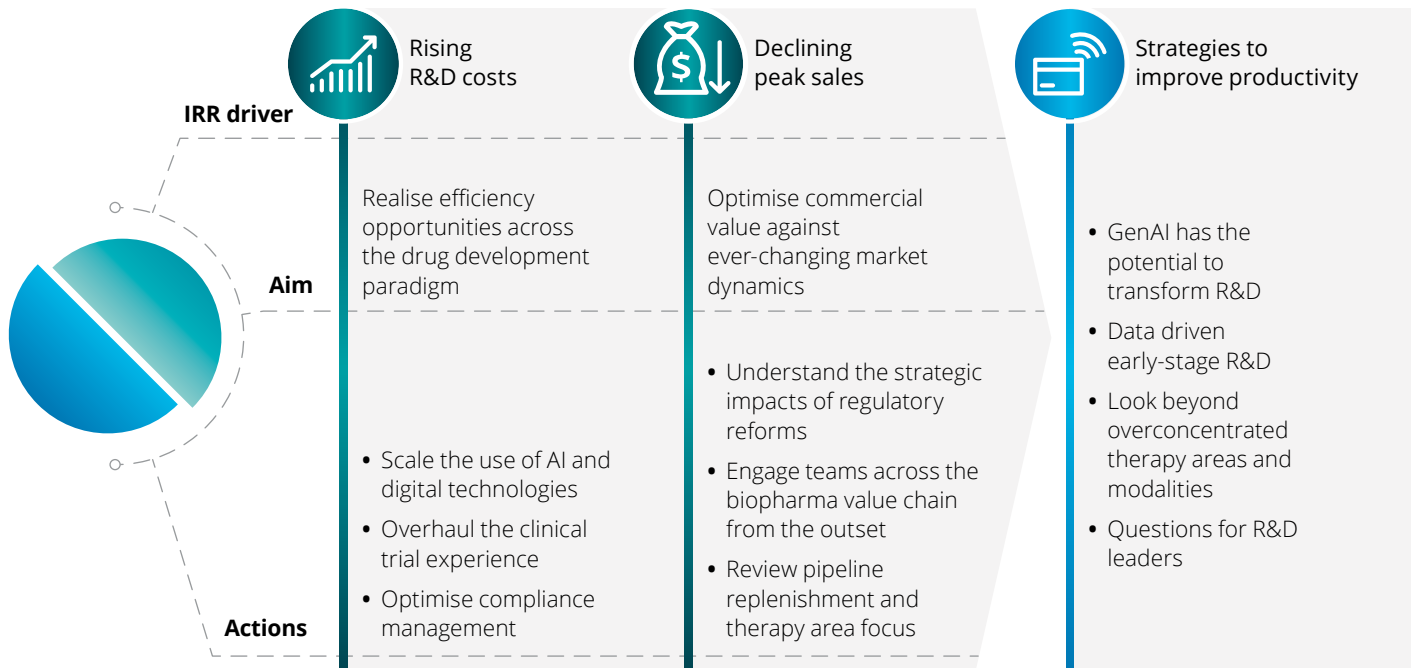 Rising
R&D costs
Declining
peak sales
Strategies to
improve productivity
IRR driver
Realise efficiency
opportunities across
the drug development
paradigm
Optimise commercial
value against
ever-changing market
dynamics
Aim
• Scale the use of AI and
digital technologies
• Overhaul the clinical
trial experience
• Optimise compliance
management
• Understand the strategic
impacts of regulatory
reforms
• Engage teams across the
biopharma value chain
from the outset
• Review pipeline
replenishment and
therapy area focus
Actions
• GenAI has the
potential to
transform R&D
• Data driven
early-stage R&D
• Look beyond
overconcentrated
therapy areas and
modalities
• Questions for R&D
leaders
$